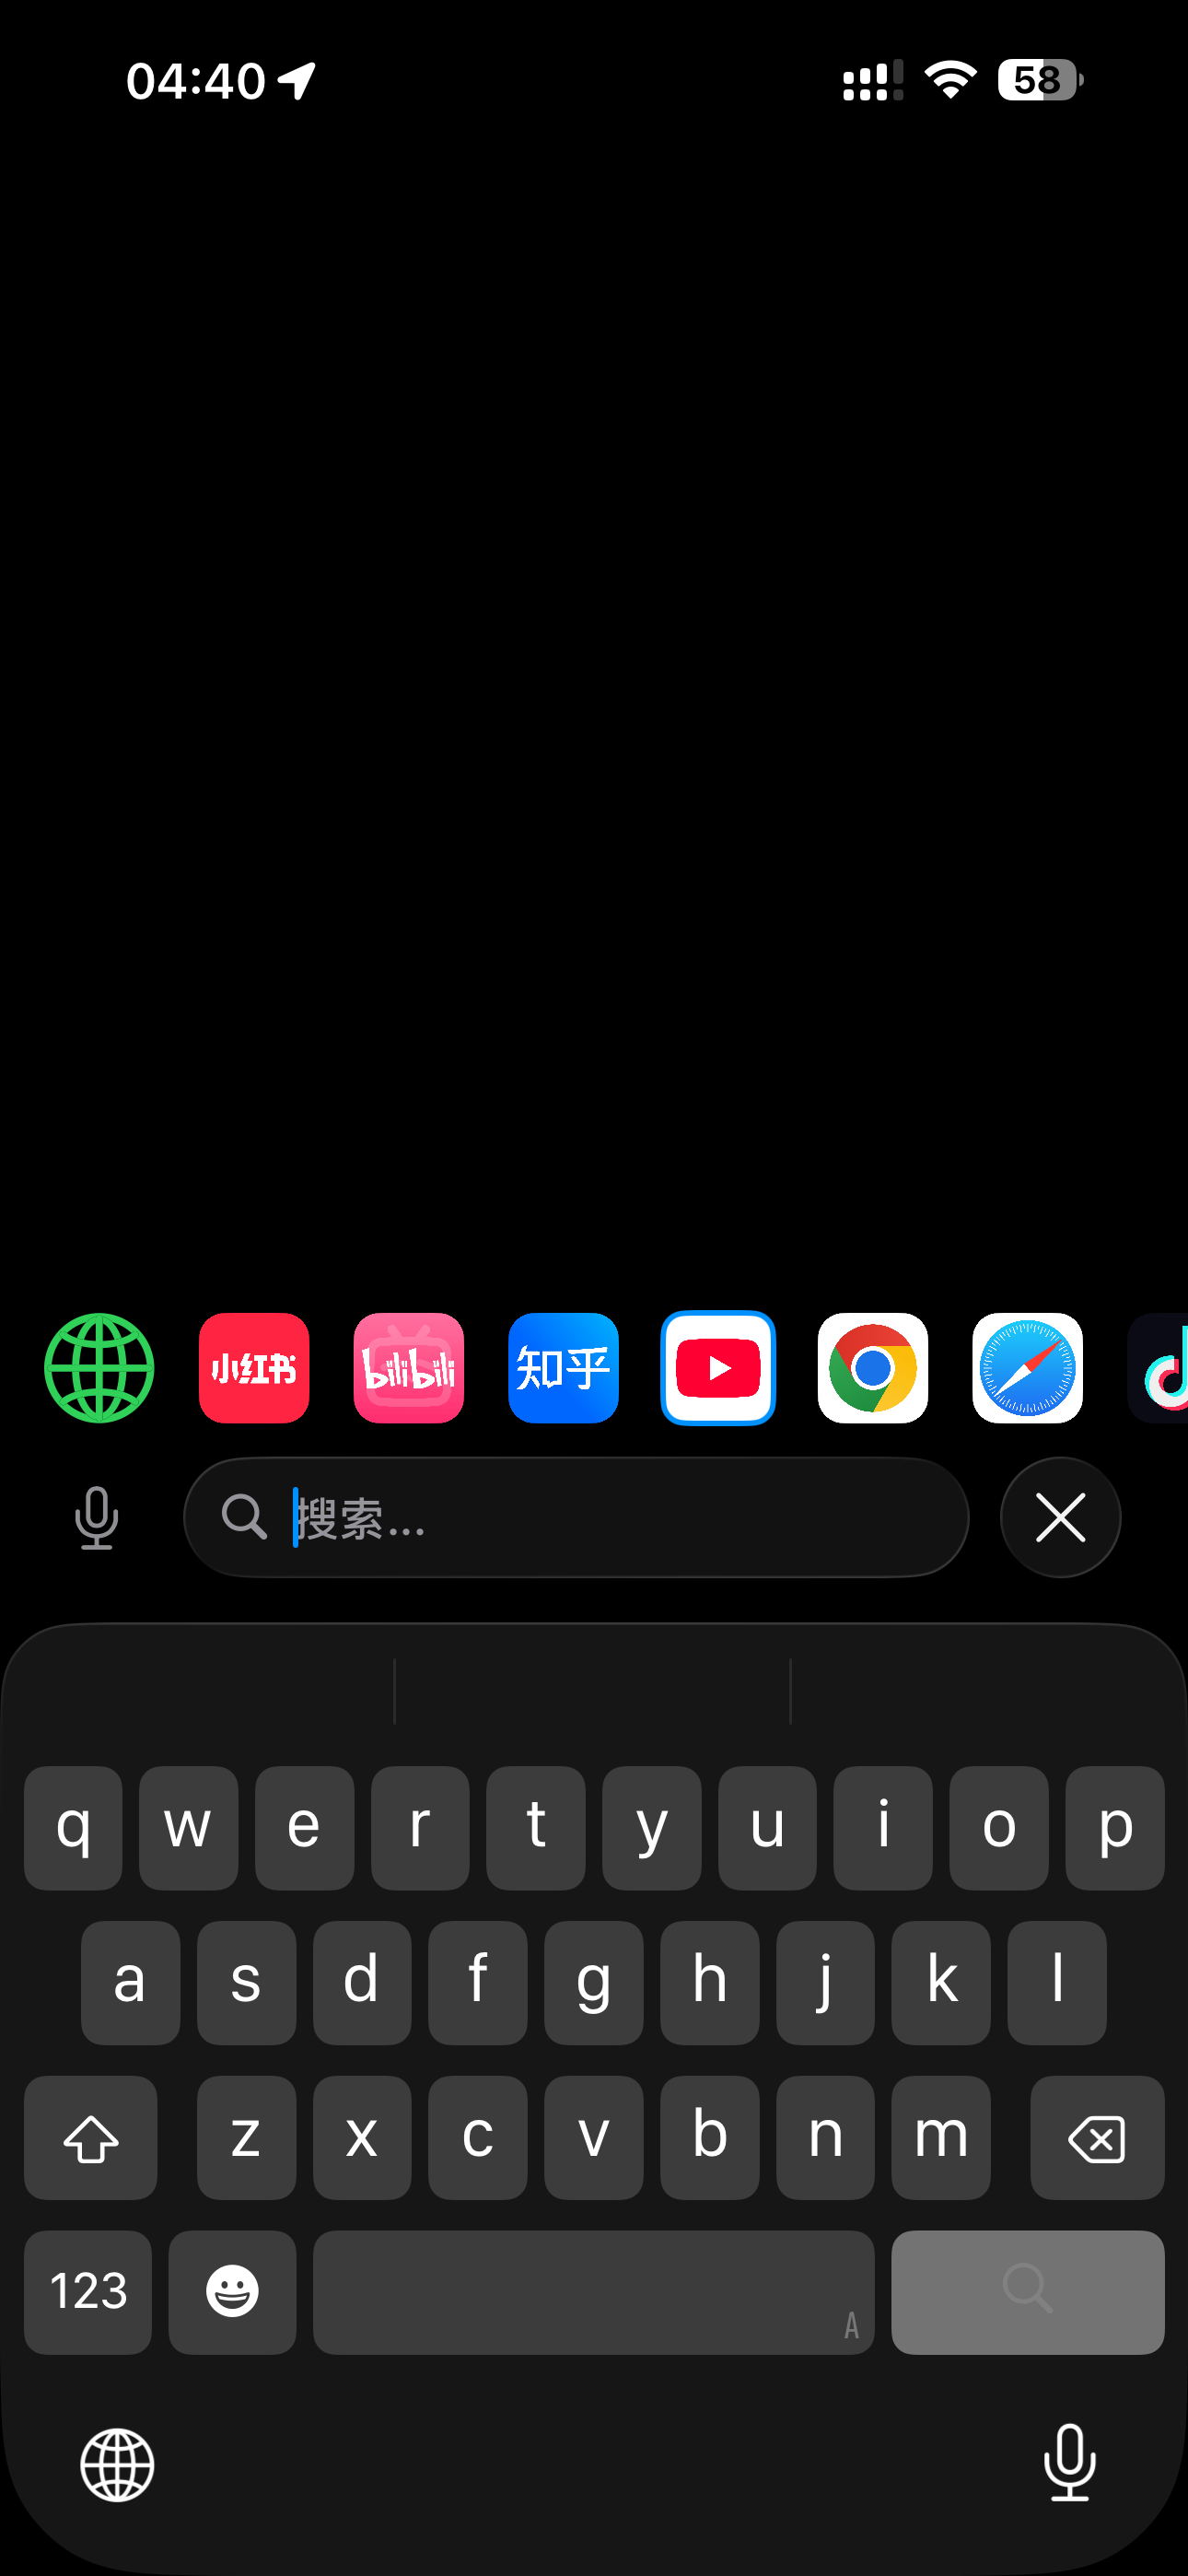 04:40 58
小红书 bilibili 知乎
搜索...
q w e r t y u i o p
a s d f g h j k l
z x c v b n m
123 A